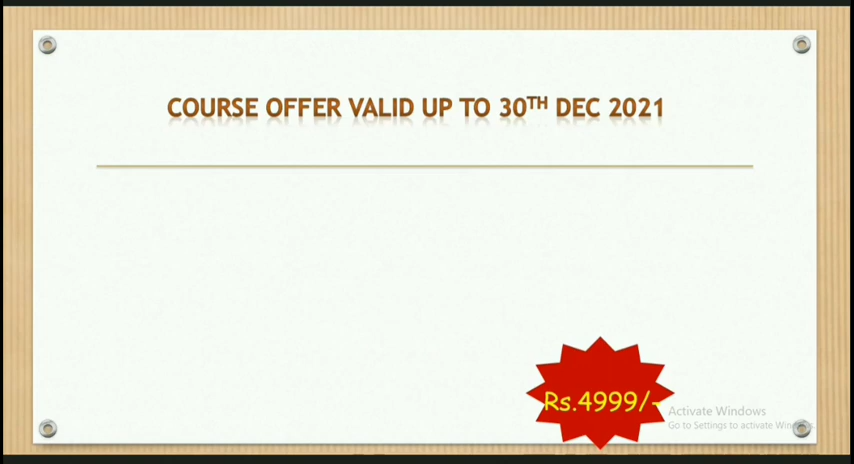 COURSE OFFER VALID UP TO 30TH DEC 2021
Rs.4999/-
Activate Windows
Go to Settings to activate Windows.